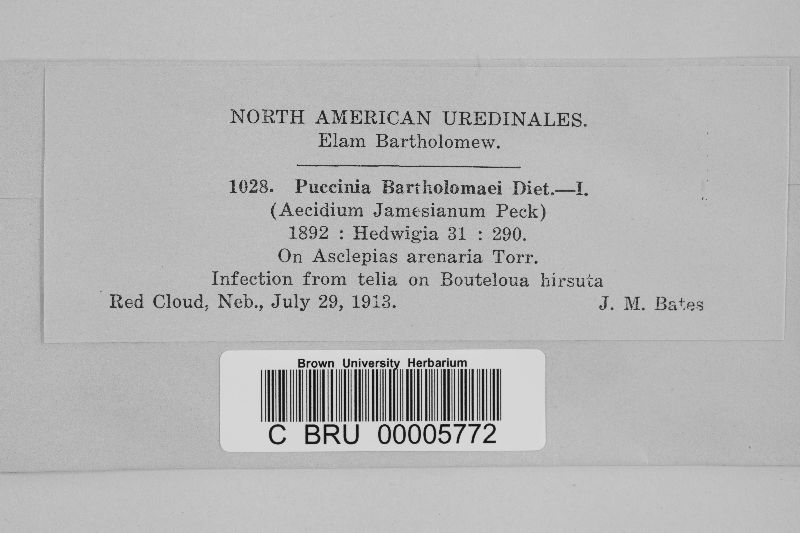 NORTH AMERICAN UREDINALES.
Elam Bartholomew.
1028. Puccinia Bartholomaei Diet.—I.
(Aecidium Jamesianum Peck)
1892 : Hedwigia 31 : 290.
On Asclepias arenaria Torr.
Infection from telia on Bouteloua hirsuta
Red Cloud, Neb., July 29, 1913. J. M. Bates
Brown University Herbarium
C BRU 00005772